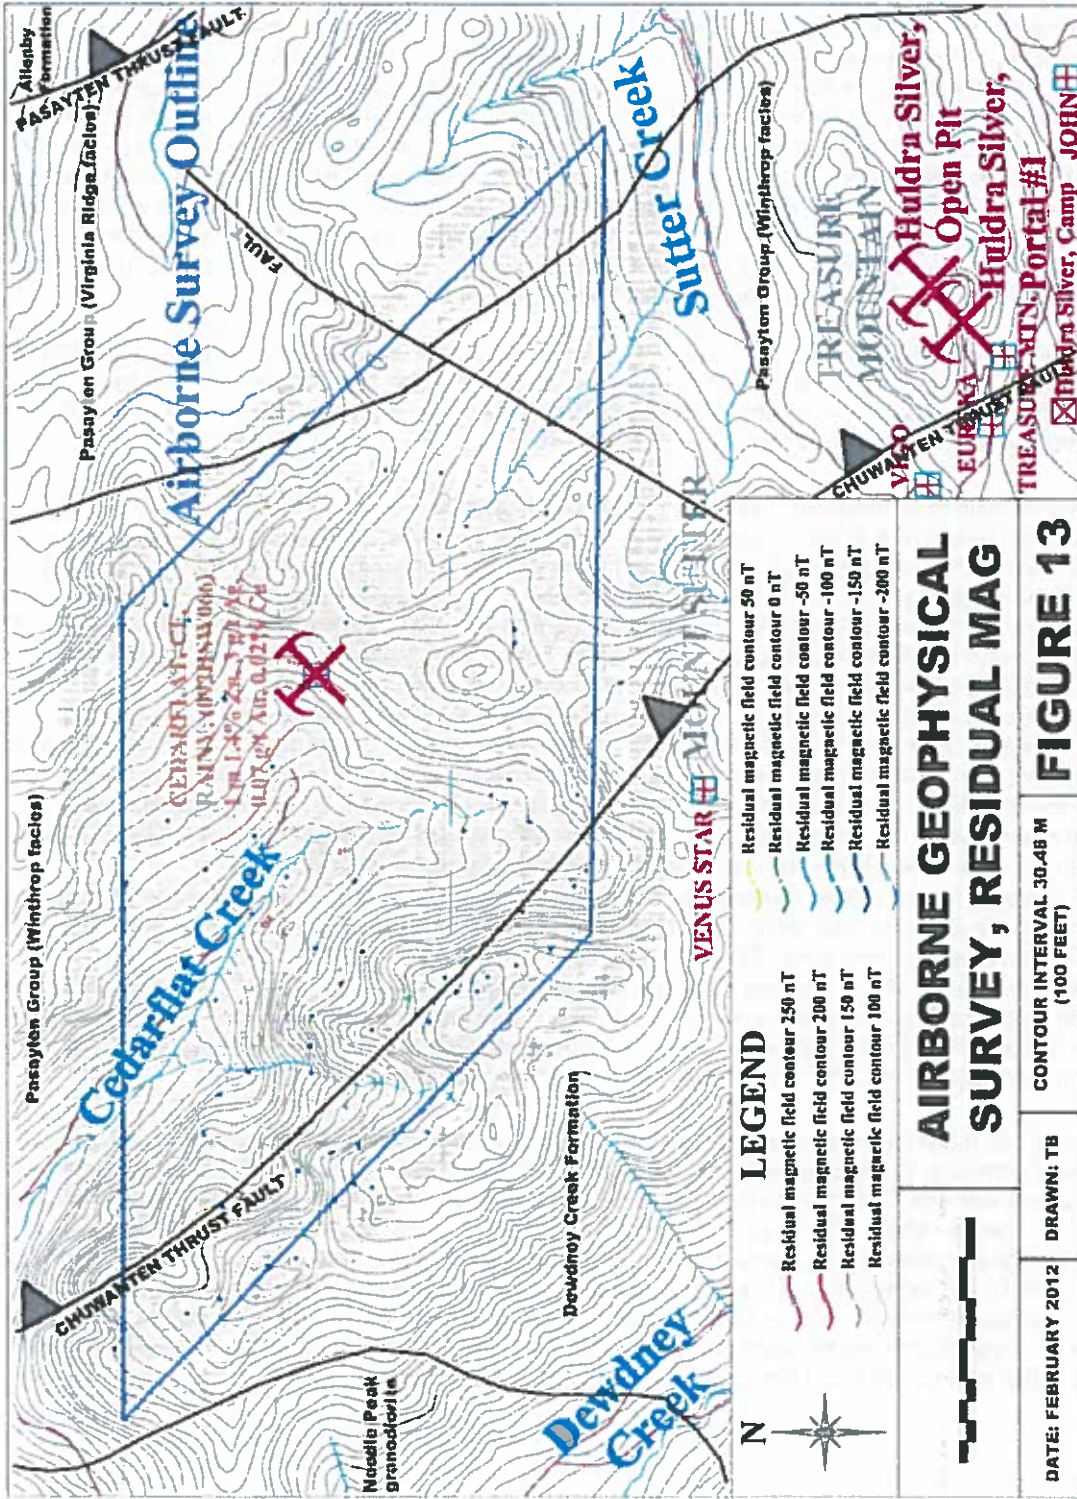 Allenby
Formation
PASAYTEN THRUST FAULT
Pasayten Group (Virginia Ridge facies)
Airborne Survey Outline
FAULT
Sutter Creek
Pasayten Group (Winthrop facies)
TREASURE
MOUNTAIN
Huldra Silver,
Open Pit
Huldra Silver,
Portal #1
JOHN
VIGO
EUREKA
TREASURE MTN.
Huldra Silver, Camp
CHUWANTEN THRUST FAULT
MOUNT SUTTER
VENUS STAR
CEDARFLAT-CL,
Pasayten Group (Winthrop facies)
Cedarflat Creek
CHUWANTEN THRUST FAULT
Dewdney Creek Formation
Needle Peak
granodiorite
Dewdney
Creek
N
LEGEND
Residual magnetic field contour 250 nT
Residual magnetic field contour 200 nT
Residual magnetic field contour 150 nT
Residual magnetic field contour 100 nT
Residual magnetic field contour 50 nT
Residual magnetic field contour 0 nT
Residual magnetic field contour -50 nT
Residual magnetic field contour -100 nT
Residual magnetic field contour -150 nT
Residual magnetic field contour -200 nT
AIRBORNE GEOPHYSICAL
SURVEY, RESIDUAL MAG
DATE: FEBRUARY 2012
DRAWN: TB
CONTOUR INTERVAL 30.48 M
(100 FEET)
FIGURE 13